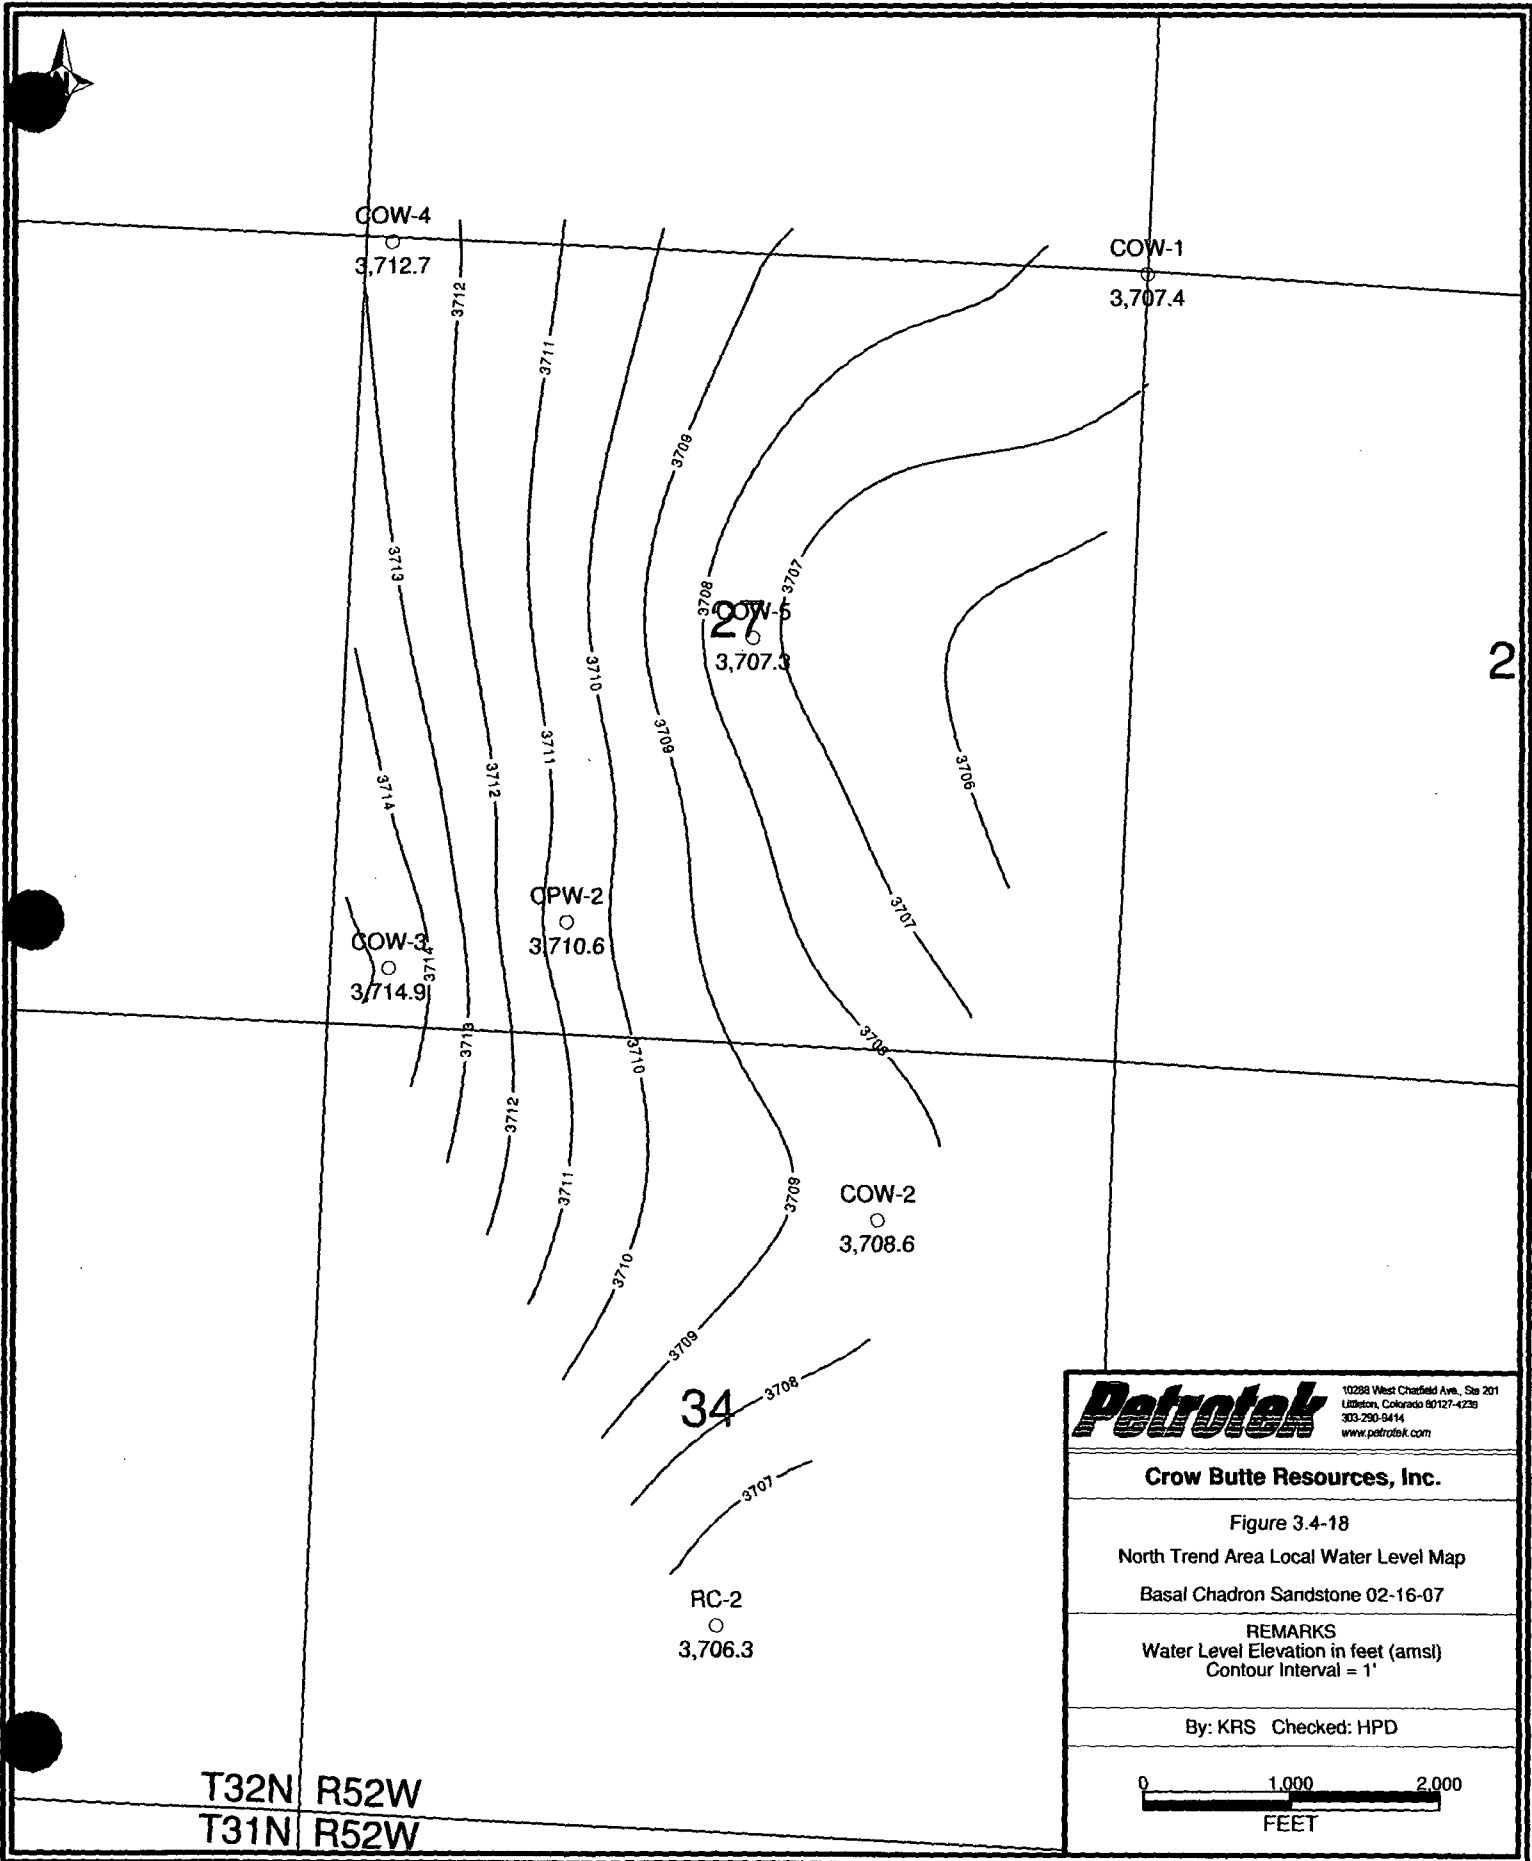 N
COW-4
3,712.7
COW-1
3,707.4
3712
3711
3709
3713
3708
3707
27
COW-5
3,707.3
2
3710
3709
3711
3712
3714
3706
CPW-2
3,710.6
3707
COW-3
3,714.9
3714
3713
3710
3708
3712
3711
3709
COW-2
3,708.6
3710
3709
3708
34
3707
RC-2
3,706.3
T32N R52W
T31N R52W
Petrotek
10288 West Chatfield Ave., Ste 201
Littleton, Colorado 80127-4239
303-290-9414
www.petrotek.com
Crow Butte Resources, Inc.
Figure 3.4-18
North Trend Area Local Water Level Map
Basal Chadron Sandstone 02-16-07
REMARKS
Water Level Elevation in feet (amsl)
Contour Interval = 1'
By: KRS Checked: HPD
0 1,000 2,000
FEET